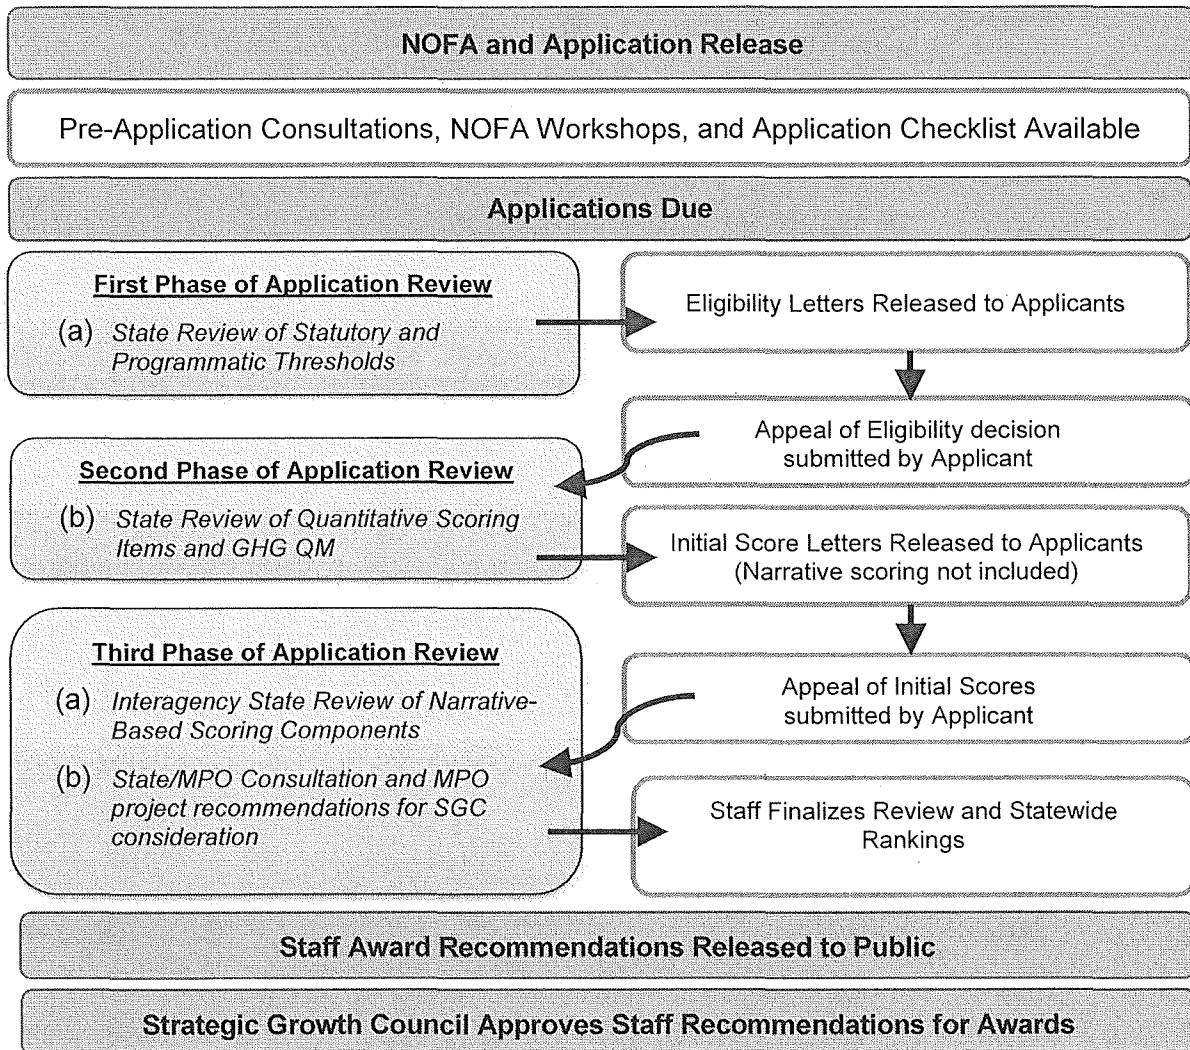 NOFA and Application Release
Pre-Application Consultations, NOFA Workshops, and Application Checklist Available
Applications Due
First Phase of Application Review
(a) State Review of Statutory and
Programmatic Thresholds
Eligibility Letters Released to Applicants
Appeal of Eligibility decision
submitted by Applicant
Second Phase of Application Review
(b) State Review of Quantitative Scoring
Items and GHG QM
Initial Score Letters Released to Applicants
(Narrative scoring not included)
Third Phase of Application Review
(a) Interagency State Review of Narrative-
Based Scoring Components
(b) State/MPO Consultation and MPO
project recommendations for SGC
consideration
Appeal of Initial Scores
submitted by Applicant
Staff Finalizes Review and Statewide
Rankings
Staff Award Recommendations Released to Public
Strategic Growth Council Approves Staff Recommendations for Awards